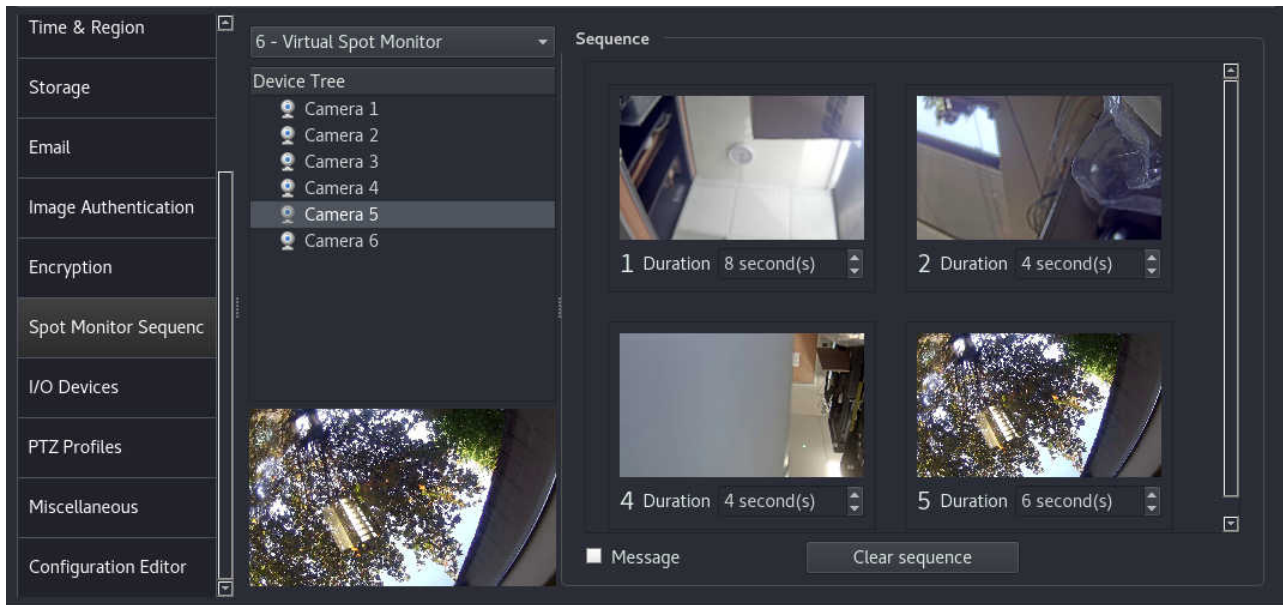 Time & Region
Storage
Email
Image Authentication
Encryption
Spot Monitor Sequenc
I/O Devices
PTZ Profiles
Miscellaneous
Configuration Editor
6 - Virtual Spot Monitor
Device Tree
Camera 1
Camera 2
Camera 3
Camera 4
Camera 5
Camera 6
Sequence
1 Duration 8 second(s)
2 Duration 4 second(s)
4 Duration 4 second(s)
5 Duration 6 second(s)
Message
Clear sequence